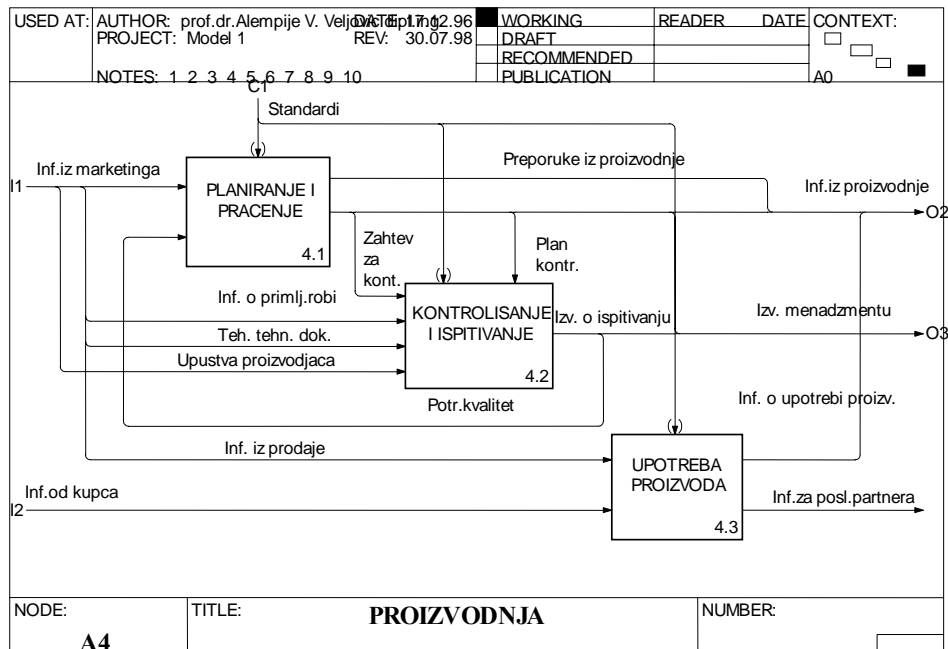 USED AT:
AUTHOR: prof.dr.Alempije V. Veljovic dipl.ing.
DATE: 17.12.96
PROJECT: Model 1
REV: 30.07.98
NOTES: 1 2 3 4 5 6 7 8 9 10
WORKING
DRAFT
RECOMMENDED
PUBLICATION
READER
DATE
CONTEXT:
A0
C1
Standardi
Inf.iz marketinga
I1
PLANIRANJE I
PRACENJE
4.1
Preporuke iz proizvodnje
Inf.iz proizvodnje
O2
Zahtev
za
kont.
Plan
kontr.
Inf. o primlj.robi
KONTROLISANJE
I ISPITIVANJE
4.2
Izv. o ispitivanju
Izv. menadzmentu
O3
Teh. tehn. dok.
Upustva proizvodjaca
Potr.kvalitet
Inf. o upotrebi proizv.
Inf. iz prodaje
UPOTREBA
PROIZVODA
4.3
Inf.od kupca
I2
Inf.za posl.partnera
NODE:
A4
TITLE:
PROIZVODNJA
NUMBER: